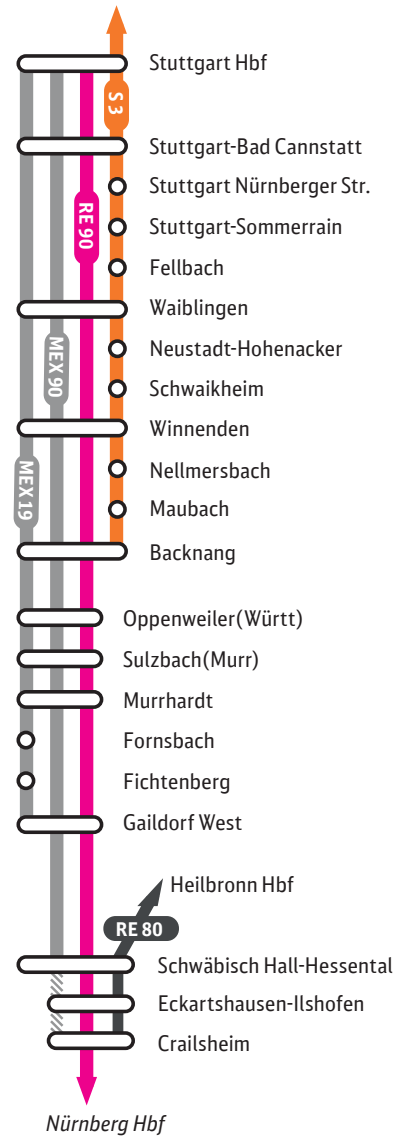 Stuttgart Hbf
S 3
Stuttgart-Bad Cannstatt
Stuttgart Nürnberger Str.
RE 90
Stuttgart-Sommerrain
Fellbach
Waiblingen
Neustadt-Hohenacker
MEX 90
Schwaikheim
Winnenden
Nellmersbach
MEX 19
Maubach
Backnang
Oppenweiler(Württ)
Sulzbach(Murr)
Murrhardt
Fornsbach
Fichtenberg
Gaildorf West
Heilbronn Hbf
RE 80
Schwäbisch Hall-Hessental
Eckartshausen-Ilshofen
Crailsheim
Nürnberg Hbf